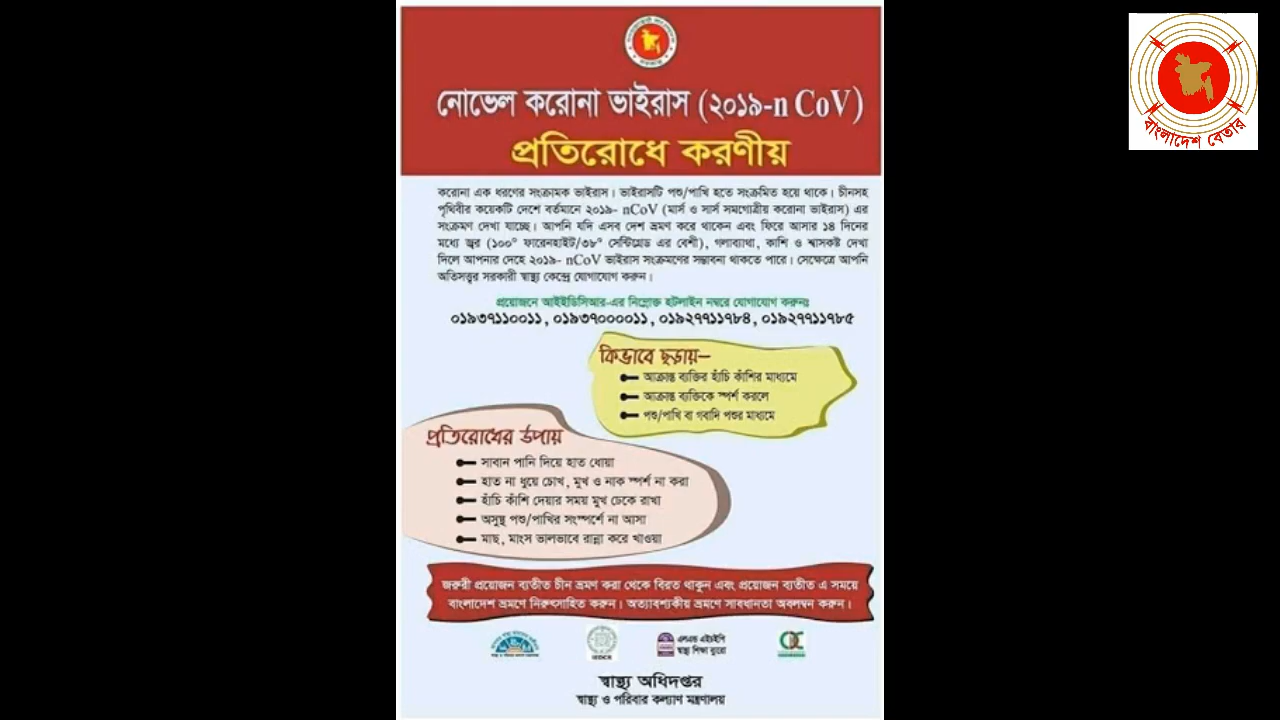 নোভেল করোনা ভাইরাস (২০১৯-n CoV)
প্রতিরোধে করণীয়
বাংলাদেশ বেতার
করোনা এক ধরণের সংক্রামক ভাইরাস। ভাইরাসটি পশু/পাখি হতে সংক্রমিত হয়ে থাকে। চীনসহ
পৃথিবীর কয়েকটি দেশে বর্তমানে ২০১৯- nCoV (মার্স ও সার্স সমগোত্রীয় করোনা ভাইরাস) এর
সংক্রমণ দেখা যাচ্ছে। আপনি যদি এসব দেশ ভ্রমণ করে থাকেন এবং ফিরে আসার ১৪ দিনের
মধ্যে জ্বর (১০০° ফারেনহাইট/৩৮° সেন্টিগ্রেড এর বেশী), গলাব্যাথা, কাশি ও শ্বাসকষ্ট দেখা
দিলে আপনার দেহে ২০১৯- nCoV ভাইরাস সংক্রমণের সম্ভাবনা থাকতে পারে। সেক্ষেত্রে আপনি
অতিসত্ত্বর সরকারী স্বাস্থ্য কেন্দ্রে যোগাযোগ করুন।
প্রয়োজনে আইইডিসিআর-এর নিম্নোক্ত হটলাইন নম্বরে যোগাযোগ করুনঃ
০১৯৩৭১১০০১১, ০১৯৩৭০০০০১১, ০১৯২৭৭১১৭৮৪, ০১৯২৭৭১১৭৮৫
কিভাবে ছড়ায়–
আক্রান্ত ব্যক্তির হাঁচি কাঁশির মাধ্যমে
আক্রান্ত ব্যক্তিকে স্পর্শ করলে
পশু/পাখি বা গবাদি পশুর মাধ্যমে
প্রতিরোধের উপায়
সাবান পানি দিয়ে হাত ধোয়া
হাত না ধুয়ে চোখ, মুখ ও নাক স্পর্শ না করা
হাঁচি কাঁশি দেয়ার সময় মুখ ঢেকে রাখা
অসুস্থ পশু/পাখির সংস্পর্শে না আসা
মাছ, মাংস ভালভাবে রান্না করে খাওয়া
জরুরী প্রয়োজন ব্যতীত চীন ভ্রমণ করা থেকে বিরত থাকুন এবং প্রয়োজন ব্যতীত এ সময়ে
বাংলাদেশ ভ্রমণে নিরুৎসাহিত করুন। অত্যাবশ্যকীয় ভ্রমণে সাবধানতা অবলম্বন করুন।
এলএন্ড এইচইপি
স্বাস্থ্য শিক্ষা ব্যুরো
স্বাস্থ্য অধিদপ্তর
স্বাস্থ্য ও পরিবার কল্যাণ মন্ত্রণালয়